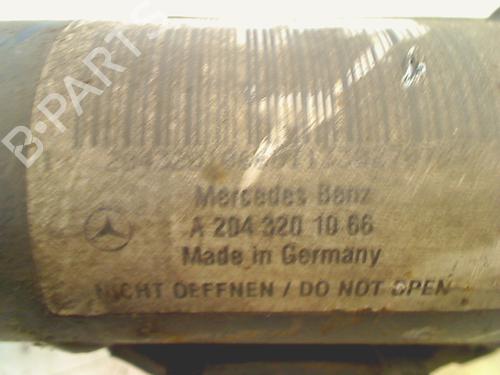 B-PARTS
Mercedes Benz
A 204 320 10 66
Made in Germany
NICHT OEFFNEN / DO NOT OPEN